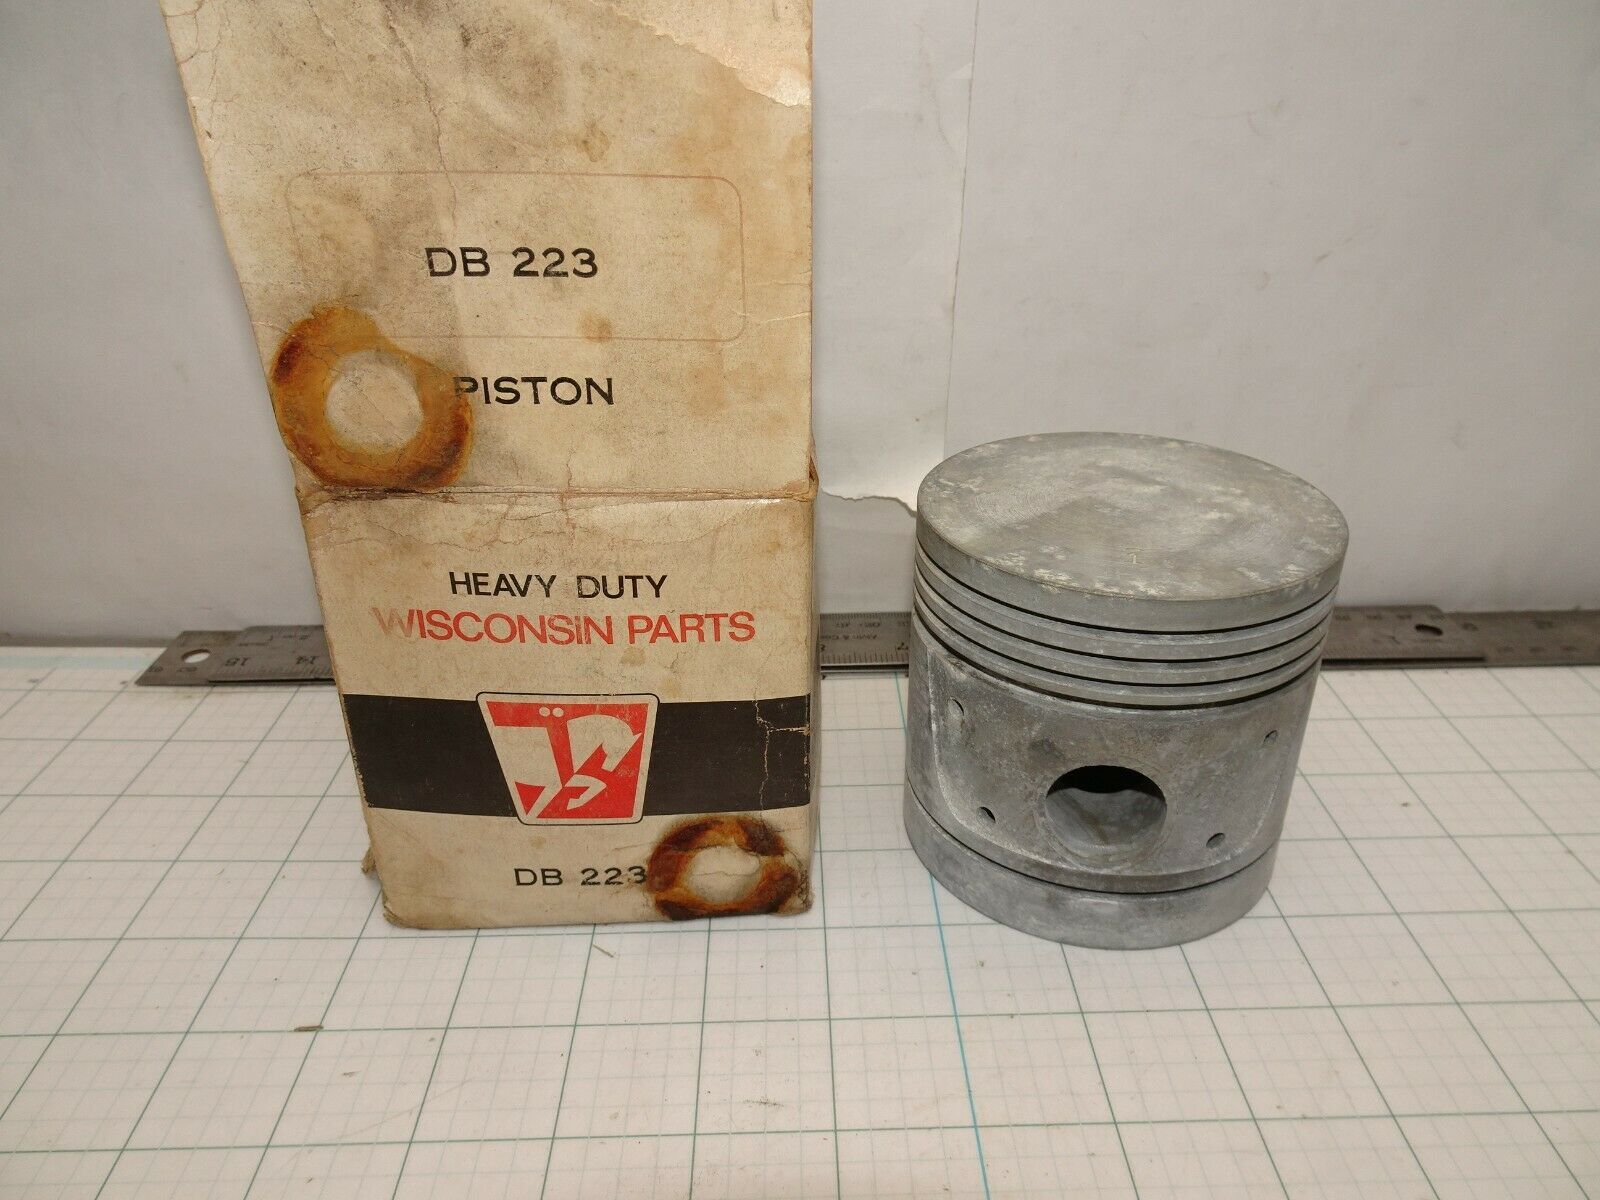 DB 223
PISTON
HEAVY DUTY
WISCONSIN PARTS
DB 223